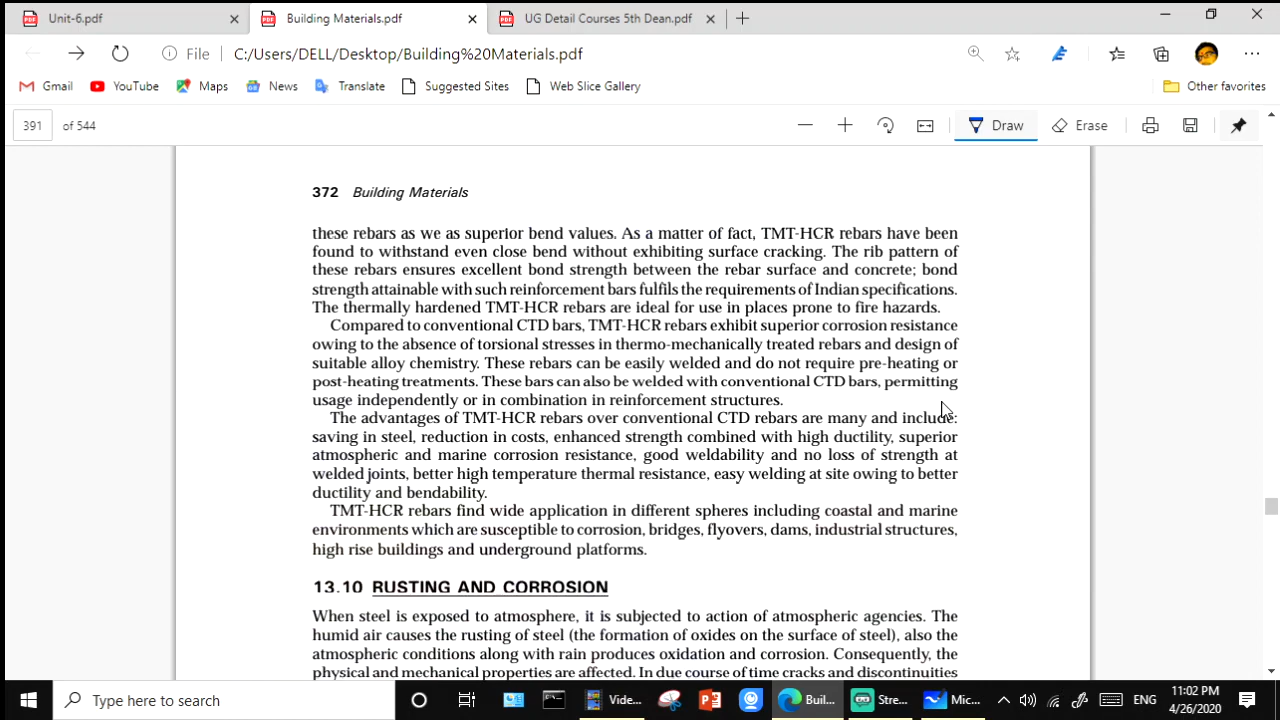 Unit-6.pdf
Building Materials.pdf
UG Detail Courses 5th Dean.pdf
File
C:/Users/DELL/Desktop/Building%20Materials.pdf
Gmail
YouTube
Maps
News
Translate
Suggested Sites
Web Slice Gallery
Other favorites
391 of 544
Draw
Erase
372 Building Materials
these rebars as we as superior bend values. As a matter of fact, TMT-HCR rebars have been
found to withstand even close bend without exhibiting surface cracking. The rib pattern of
these rebars ensures excellent bond strength between the rebar surface and concrete; bond
strength attainable with such reinforcement bars fulfils the requirements of Indian specifications.
The thermally hardened TMT-HCR rebars are ideal for use in places prone to fire hazards.
Compared to conventional CTD bars, TMT-HCR rebars exhibit superior corrosion resistance
owing to the absence of torsional stresses in thermo-mechanically treated rebars and design of
suitable alloy chemistry. These rebars can be easily welded and do not require pre-heating or
post-heating treatments. These bars can also be welded with conventional CTD bars, permitting
usage independently or in combination in reinforcement structures.
The advantages of TMT-HCR rebars over conventional CTD rebars are many and include:
saving in steel, reduction in costs, enhanced strength combined with high ductility, superior
atmospheric and marine corrosion resistance, good weldability and no loss of strength at
welded joints, better high temperature thermal resistance, easy welding at site owing to better
ductility and bendability.
TMT-HCR rebars find wide application in different spheres including coastal and marine
environments which are susceptible to corrosion, bridges, flyovers, dams, industrial structures,
high rise buildings and underground platforms.
13.10 RUSTING AND CORROSION
When steel is exposed to atmosphere, it is subjected to action of atmospheric agencies. The
humid air causes the rusting of steel (the formation of oxides on the surface of steel), also the
atmospheric conditions along with rain produces oxidation and corrosion. Consequently, the
physical and mechanical properties are affected. In due course of time cracks and discontinuities
Type here to search
Vide...
Buil...
Stre...
Mic...
ENG
11:02 PM
4/26/2020